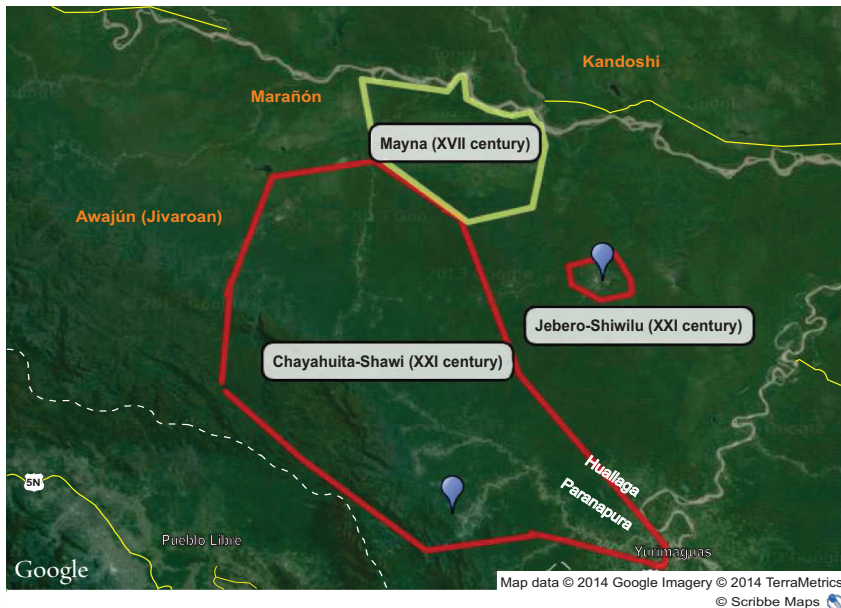 Kandoshi
Marañón
Mayna (XVII century)
Awajún (Jivaroan)
Jebero-Shiwilu (XXI century)
Chayahuita-Shawi (XXI century)
Huallaga
Paranapura
5N
Pueblo Libre
Yurimaguas
Google
Map data © 2014 Google Imagery © 2014 TerraMetrics
© Scribbe Maps